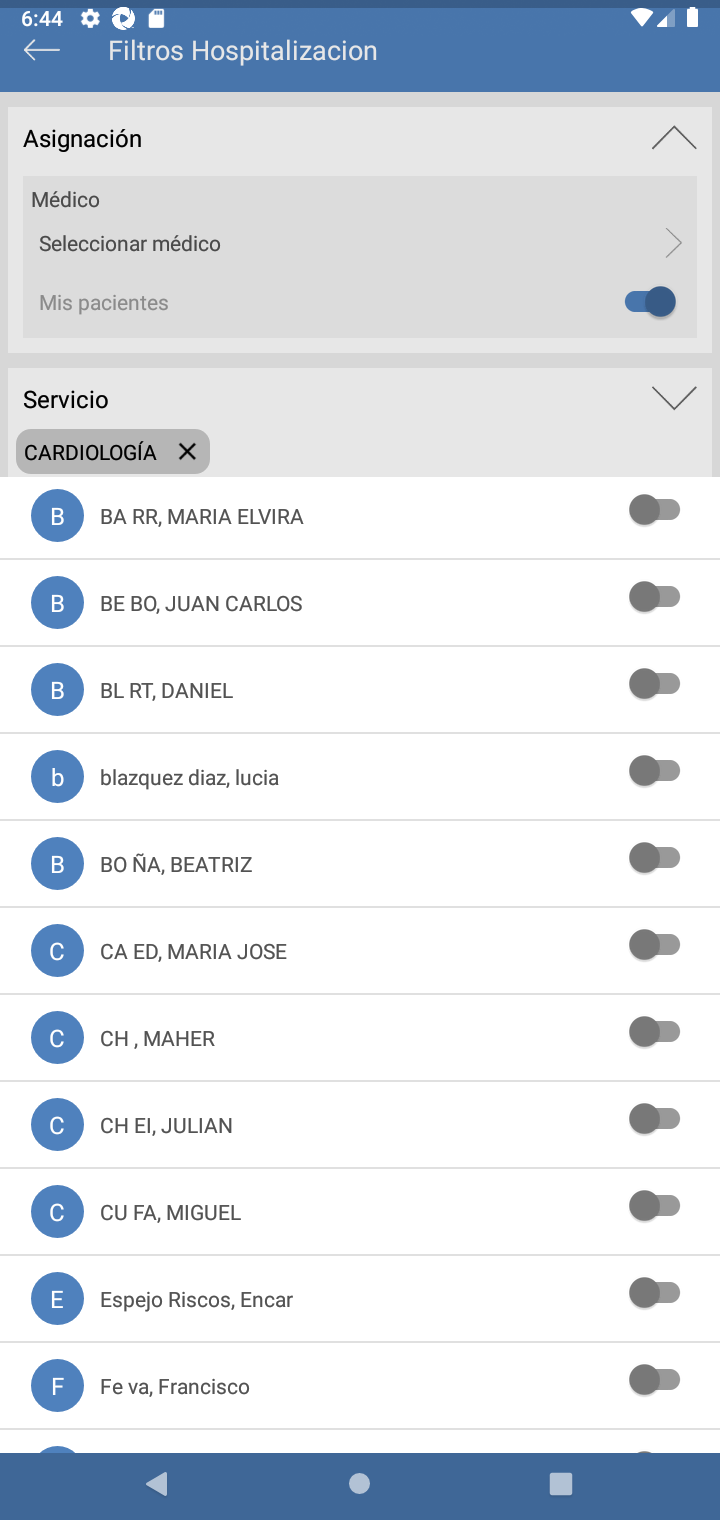 6:44
Filtros Hospitalizacion
Asignación
Médico
Seleccionar médico
Mis pacientes
Servicio
CARDIOLOGÍA
B BA RR, MARIA ELVIRA
B BE BO, JUAN CARLOS
B BL RT, DANIEL
b blazquez diaz, lucia
B BO ÑA, BEATRIZ
C CA ED, MARIA JOSE
C CH , MAHER
C CH EI, JULIAN
C CU FA, MIGUEL
E Espejo Riscos, Encar
F Fe va, Francisco